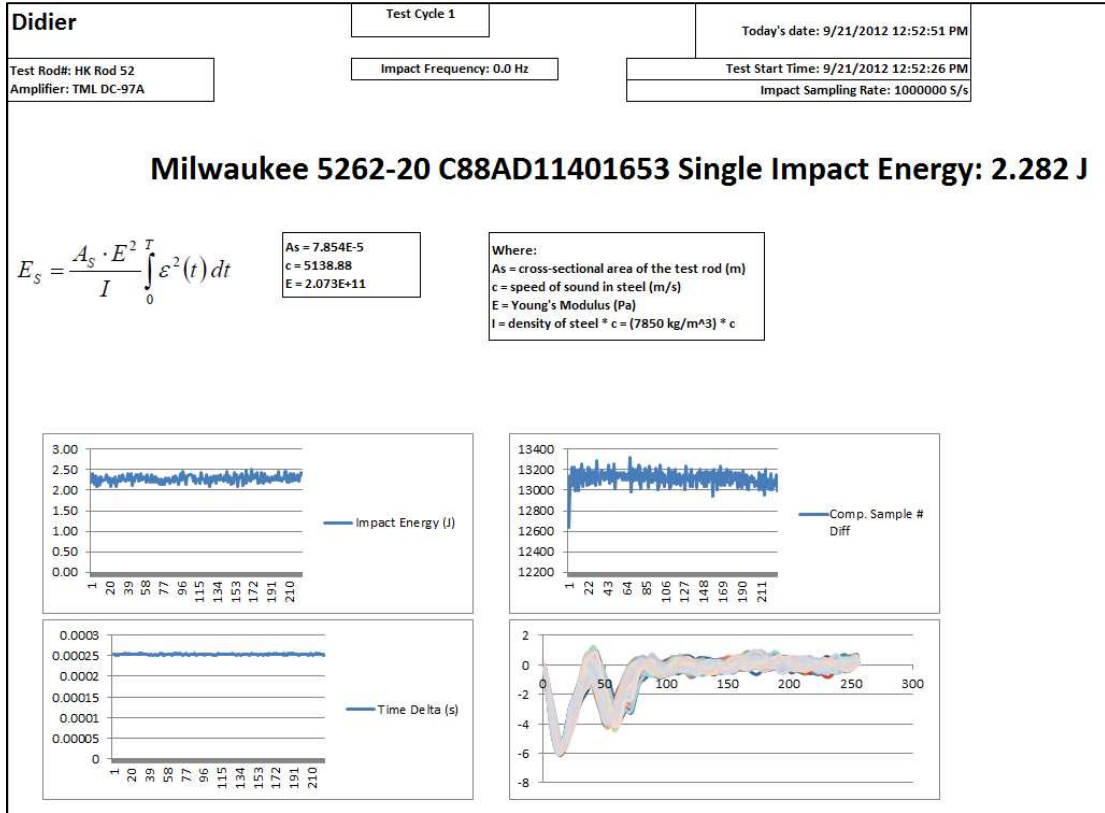 Didier
Test Cycle 1
Today's date: 9/21/2012 12:52:51 PM
Test Rod#: HK Rod 52
Amplifier: TML DC-97A
Impact Frequency: 0.0 Hz
Test Start Time: 9/21/2012 12:52:26 PM
Impact Sampling Rate: 1000000 S/s
Milwaukee 5262-20 C88AD11401653 Single Impact Energy: 2.282 J
E_S = \frac{A_S \cdot E^2}{I} \int_0^T ε^2(t) dt
As = 7.854E-5
c = 5138.88
E = 2.073E+11
Where:
As = cross-sectional area of the test rod (m)
c = speed of sound in steel (m/s)
E = Young's Modulus (Pa)
I = density of steel * c = (7850 kg/m^3) * c
3.00
2.50
2.00
1.50
1.00
0.50
0.00
1 20 39 58 77 96 115 134 153 172 191 210
Impact Energy (J)
13400
13200
13000
12800
12600
12400
12200
1 22 43 64 85 106 127 148 169 190 211
Comp. Sample #
Diff
0.0003
0.00025
0.0002
0.00015
0.0001
0.00005
0
1 20 39 58 77 96 115 134 153 172 191 210
Time Delta (s)
2
0
-2
-4
-6
-8
0 50 100 150 200 250 300